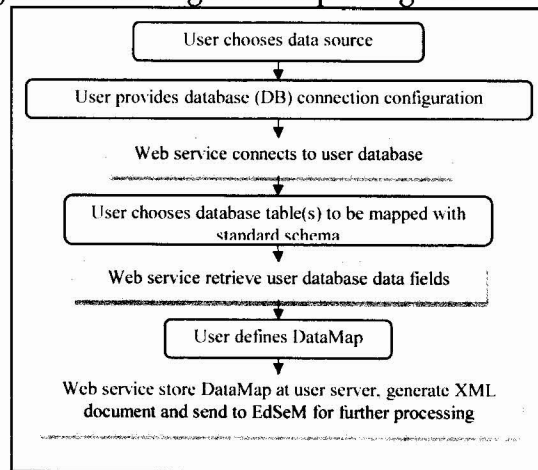 User chooses data source
User provides database (DB) connection configuration
Web service connects to user database
User chooses database table(s) to be mapped with
standard schema
Web service retrieve user database data fields
User defines DataMap
Web service store DataMap at user server, generate XML
document and send to EdSeM for further processing